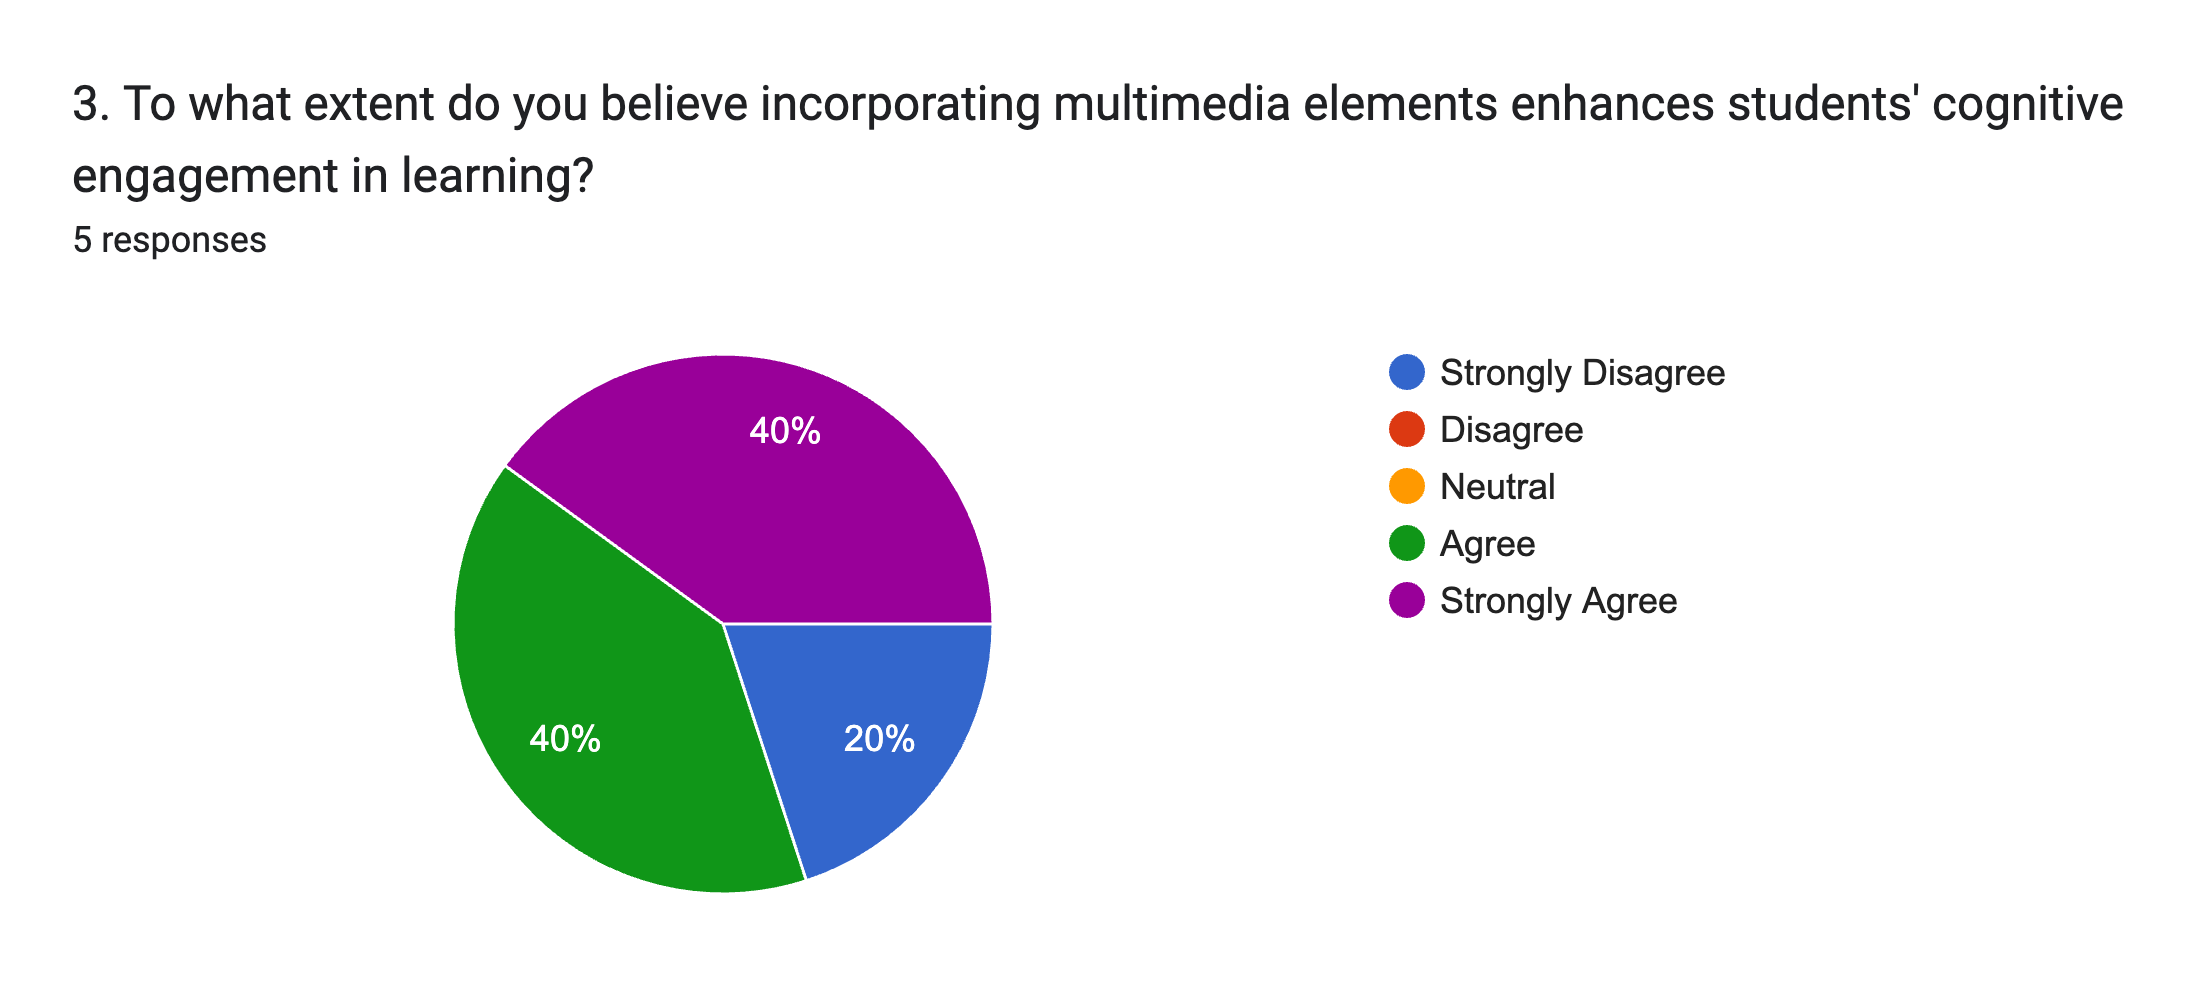 3. To what extent do you believe incorporating multimedia elements enhances students' cognitive
engagement in learning?
5 responses
40%
40%
20%
Strongly Disagree
Disagree
Neutral
Agree
Strongly Agree